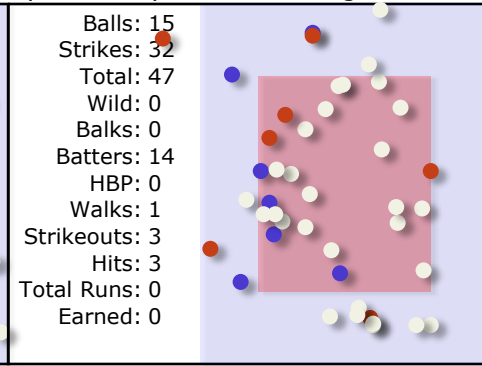 Balls: 15
Strikes: 32
Total: 47
Wild: 0
Balks: 0
Batters: 14
HBP: 0
Walks: 1
Strikeouts: 3
Hits: 3
Total Runs: 0
Earned: 0